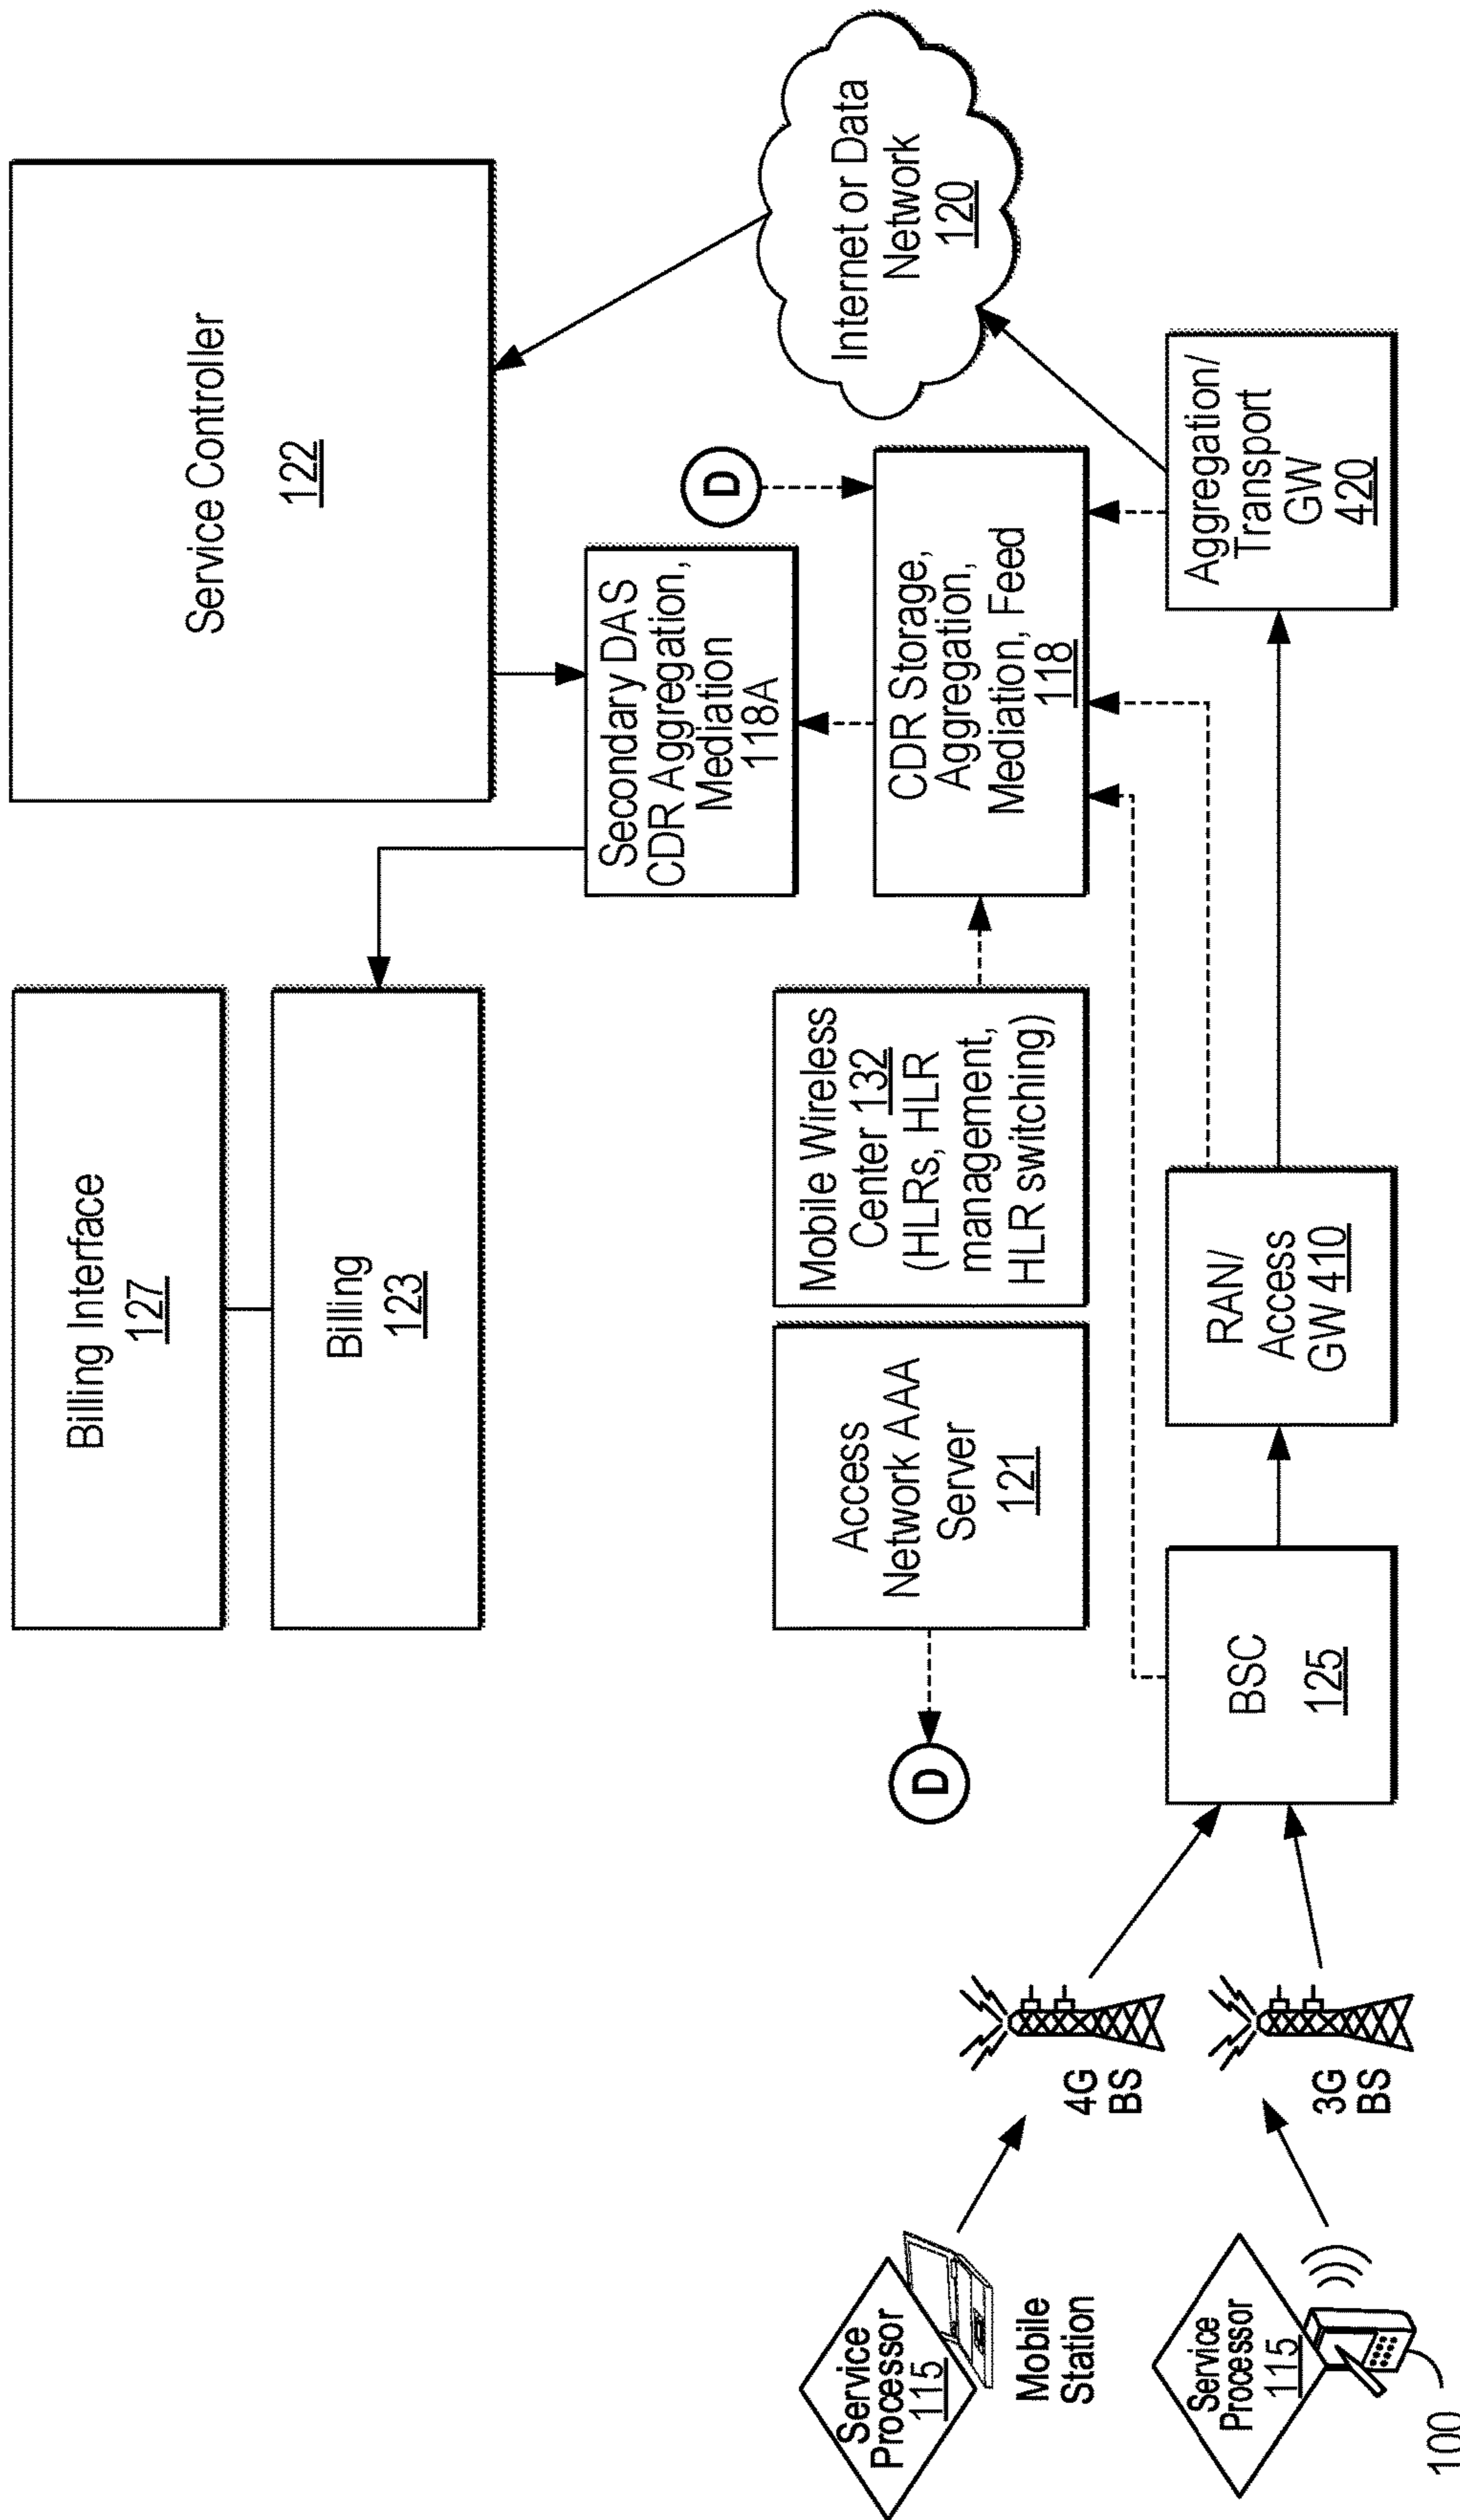 Billing Interface
127
Billing
123
Service Controller
122
Secondary DAS
CDR Aggregation,
Mediation
118A
D
Internet or Data
Network
120
CDR Storage,
Aggregation,
Mediation, Feed
118
Mobile Wireless
Center 132
(HLRs, HLR
management,
HLR switching)
Access
Network AAA
Server
121
D
Service
Processor
115
Mobile
Station
4G
BS
Service
Processor
115
100
3G
BS
BSC
125
RAN/
Access
GW 410
Aggregation/
Transport
GW
420